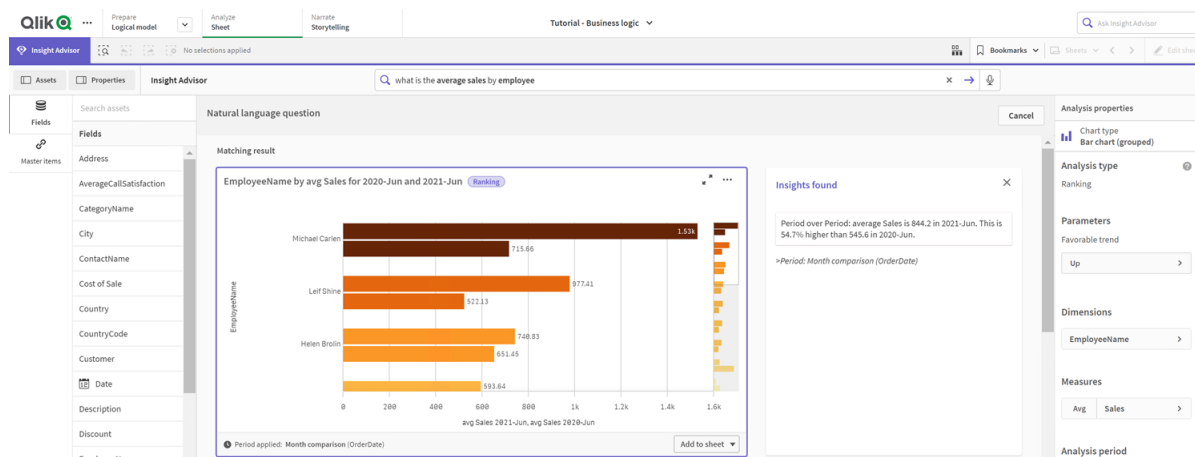 Qlik
Prepare
Logical model
Analyze
Sheet
Narrate
Storytelling
Tutorial - Business logic
Ask Insight Advisor
Insight Advisor
No selections applied
Bookmarks
Sheets
Edit she
Assets
Properties
Insight Advisor
what is the average sales by employee
Fields
Master items
Search assets
Fields
Address
AverageCallSatisfaction
CategoryName
City
ContactName
Cost of Sale
Country
CountryCode
Customer
Date
Description
Discount
Natural language question
Cancel
Matching result
EmployeeName by avg Sales for 2020-Jun and 2021-Jun
Ranking
EmployeeName
Michael Carlen
1.53k
715.66
Leif Shine
977.41
522.13
Helen Brolin
740.83
651.45
593.64
0 200 400 600 800 1k 1.2k 1.4k 1.6k
avg Sales 2021-Jun, avg Sales 2020-Jun
Period applied: Month comparison (OrderDate)
Add to sheet
Insights found
Period over Period: average Sales is 844.2 in 2021-Jun. This is
54.7% higher than 545.6 in 2020-Jun.
>Period: Month comparison (OrderDate)
Analysis properties
Chart type
Bar chart (grouped)
Analysis type
Ranking
Parameters
Favorable trend
Up
Dimensions
EmployeeName
Measures
Avg
Sales
Analysis period